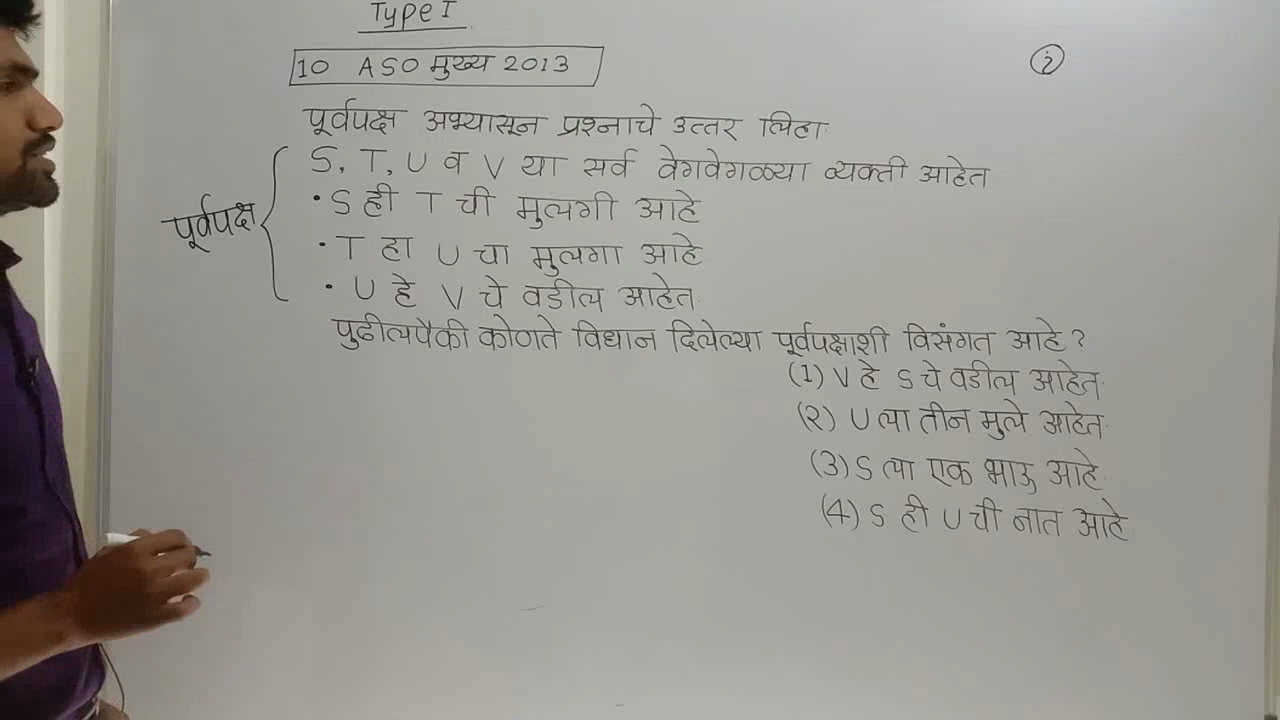 Type I
10 ASO मुख्य 2013
पूर्वपक्ष अभ्यासून प्रश्नाचे उत्तर लिहा.
S, T, U व V या सर्व वेगवेगळ्या व्यक्ती आहेत
• S ही T ची मुलगी आहे
पूर्वपक्ष
• T हा U चा मुलगा आहे
• U हे V चे वडील आहेत.
पुढीलपैकी कोणते विधान दिलेल्या पूर्वपक्षाशी विसंगत आहे?
(1) V हे S चे वडील आहेत.
(२) U ला तीन मुले आहेत.
(3) S ला एक भाऊ आहे.
(4) S ही U ची नात आहे.